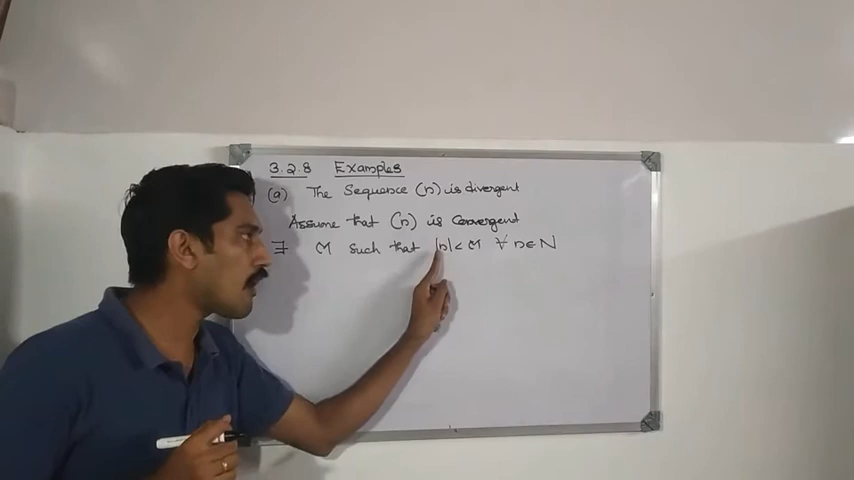 3.2.8 Examples
(a) The Sequence (n) is divergent
Assume that (n) is Convergent
∃ M such that |n| < M ∀ n ∈ N